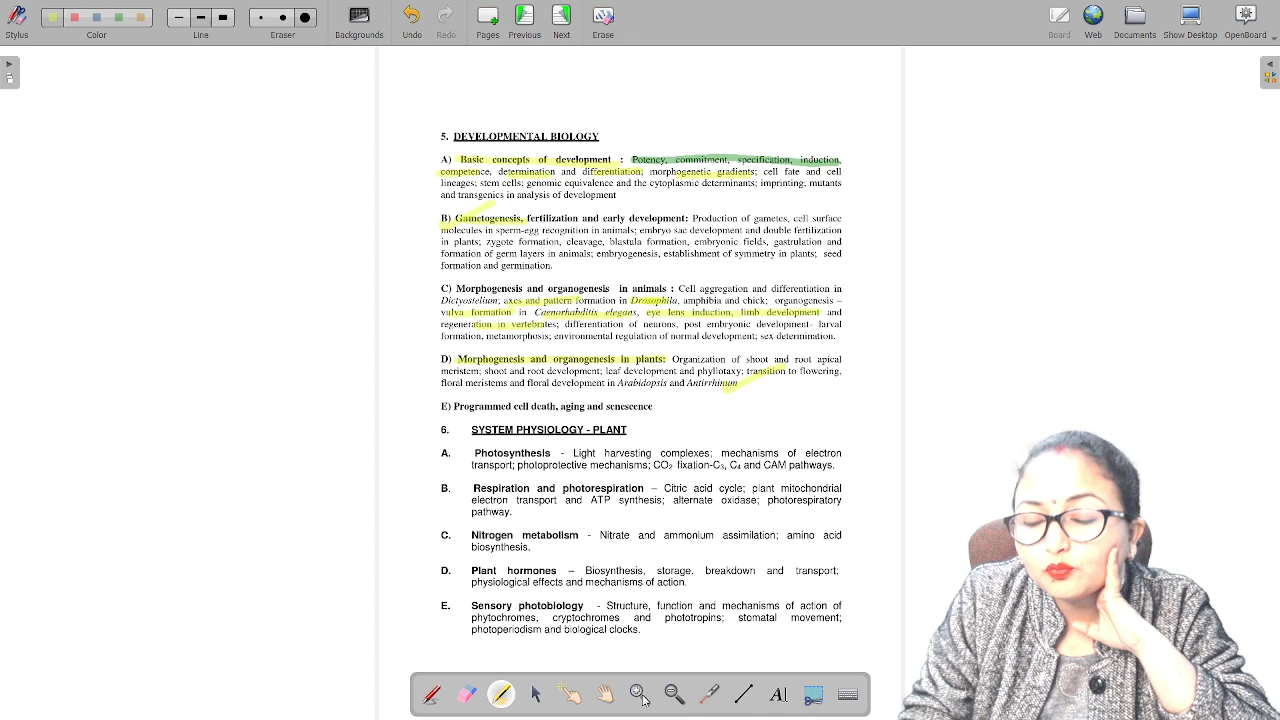 Stylus Color Line Eraser Backgrounds Undo Redo Pages Previous Next Erase Board Web Documents Show Desktop OpenBoard
5. DEVELOPMENTAL BIOLOGY
A) Basic concepts of development : Potency, commitment, specification, induction,
competence, determination and differentiation; morphogenetic gradients; cell fate and cell
lineages; stem cells; genomic equivalence and the cytoplasmic determinants; imprinting; mutants
and transgenics in analysis of development
B) Gametogenesis, fertilization and early development: Production of gametes, cell surface
molecules in sperm-egg recognition in animals; embryo sac development and double fertilization
in plants; zygote formation, cleavage, blastula formation, embryonic fields, gastrulation and
formation of germ layers in animals; embryogenesis, establishment of symmetry in plants; seed
formation and germination.
C) Morphogenesis and organogenesis in animals : Cell aggregation and differentiation in
Dictyostelium; axes and pattern formation in Drosophila, amphibia and chick; organogenesis –
vulva formation in Caenorhabditis elegans, eye lens induction, limb development and
regeneration in vertebrates; differentiation of neurons, post embryonic development- larval
formation, metamorphosis; environmental regulation of normal development; sex determination.
D) Morphogenesis and organogenesis in plants: Organization of shoot and root apical
meristem; shoot and root development; leaf development and phyllotaxy; transition to flowering,
floral meristems and floral development in Arabidopsis and Antirrhinum
E) Programmed cell death, aging and senescence
6. SYSTEM PHYSIOLOGY - PLANT
A. Photosynthesis - Light harvesting complexes; mechanisms of electron
transport; photoprotective mechanisms; CO₂ fixation-C₃, C₄ and CAM pathways.
B. Respiration and photorespiration – Citric acid cycle; plant mitochondrial
electron transport and ATP synthesis; alternate oxidase; photorespiratory
pathway.
C. Nitrogen metabolism - Nitrate and ammonium assimilation; amino acid
biosynthesis.
D. Plant hormones – Biosynthesis, storage, breakdown and transport;
physiological effects and mechanisms of action.
E. Sensory photobiology - Structure, function and mechanisms of action of
phytochromes, cryptochromes and phototropins; stomatal movement;
photoperiodism and biological clocks.